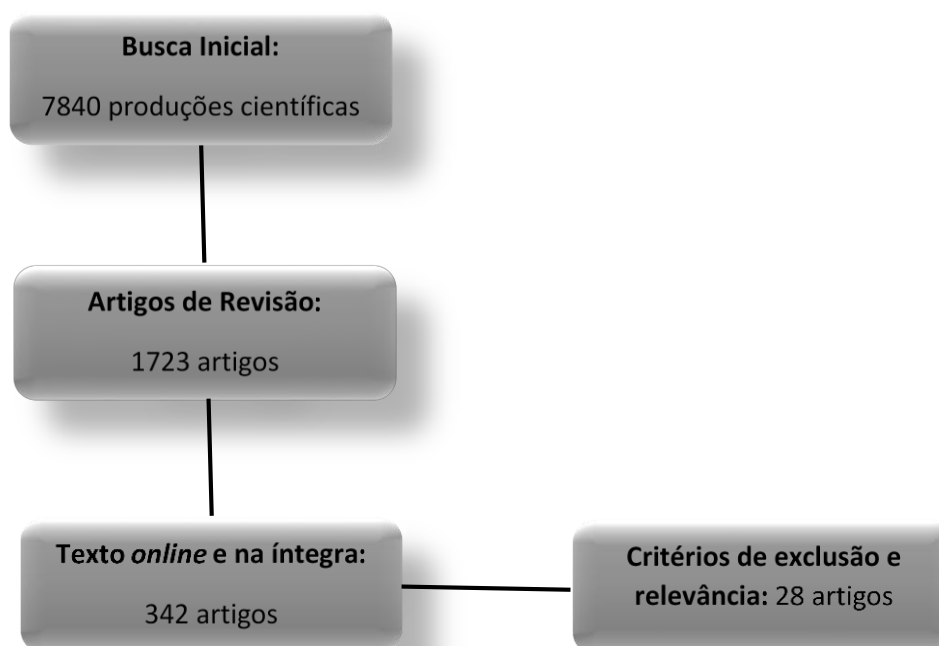 Busca Inicial:
7840 produções científicas
Artigos de Revisão:
1723 artigos
Texto online e na íntegra:
342 artigos
Critérios de exclusão e
relevância: 28 artigos